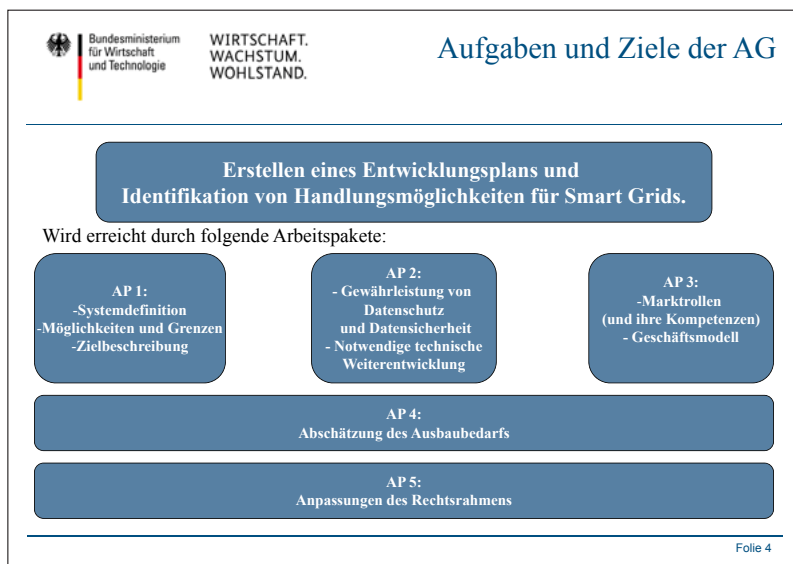 Bundesministerium
für Wirtschaft
und Technologie
WIRTSCHAFT.
WACHSTUM.
WOHLSTAND.
Aufgaben und Ziele der AG
Erstellen eines Entwicklungsplans und
Identifikation von Handlungsmöglichkeiten für Smart Grids.
Wird erreicht durch folgende Arbeitspakete:
AP 1:
-Systemdefinition
-Möglichkeiten und Grenzen
-Zielbeschreibung
AP 2:
- Gewährleistung von
Datenschutz
und Datensicherheit
- Notwendige technische
Weiterentwicklung
AP 3:
-Marktrollen
(und ihre Kompetenzen)
- Geschäftsmodell
AP 4:
Abschätzung des Ausbaubedarfs
AP 5:
Anpassungen des Rechtsrahmens
Folie 4